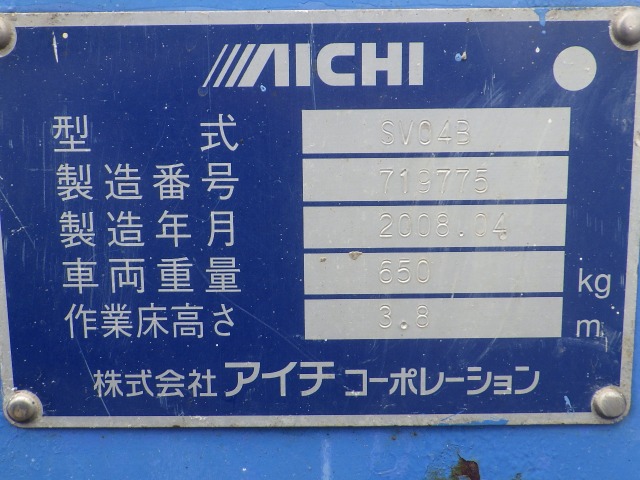 AICHI
型式 SV04B
製造番号 719775
製造年月 2008.04
車両重量 650 kg
作業床高さ 3.8 m
株式会社アイチコーポレーション